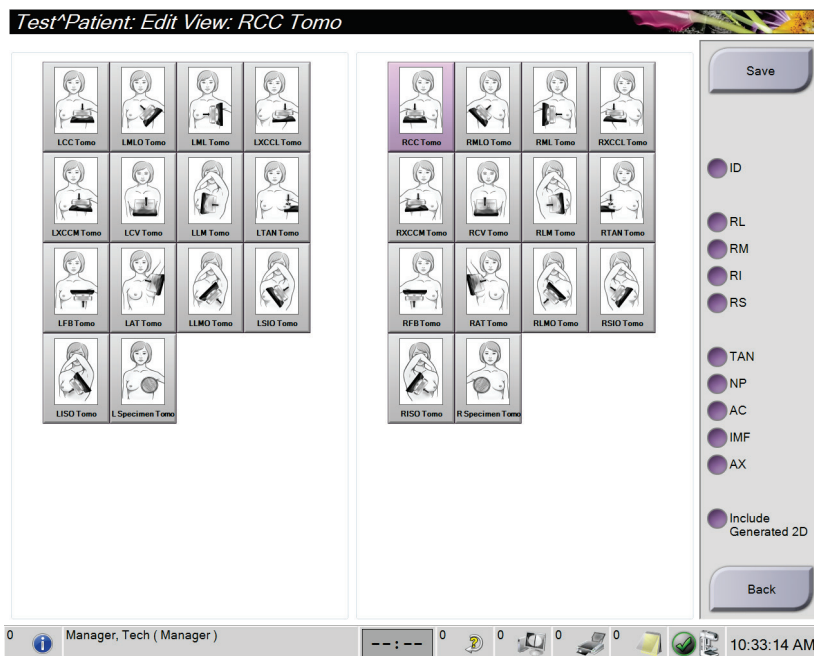 Test^Patient: Edit View: RCC Tomo
LCC Tomo LMLO Tomo LML Tomo LXCCL Tomo
LXCCM Tomo LCV Tomo LLM Tomo LTAN Tomo
LFB Tomo LAT Tomo LLMO Tomo LSIO Tomo
LISO Tomo L Specimen Tomo
RCC Tomo RMLO Tomo RML Tomo RXCCL Tomo
RXCCM Tomo RCV Tomo RLM Tomo RTAN Tomo
RFB Tomo RAT Tomo RLMO Tomo RSIO Tomo
RISO Tomo R Specimen Tomo
Save
ID
RL
RM
RI
RS
TAN
NP
AC
IMF
AX
Include
Generated 2D
Back
0 i Manager, Tech ( Manager ) --:-- 0 ? 0 0 0 10:33:14 AM